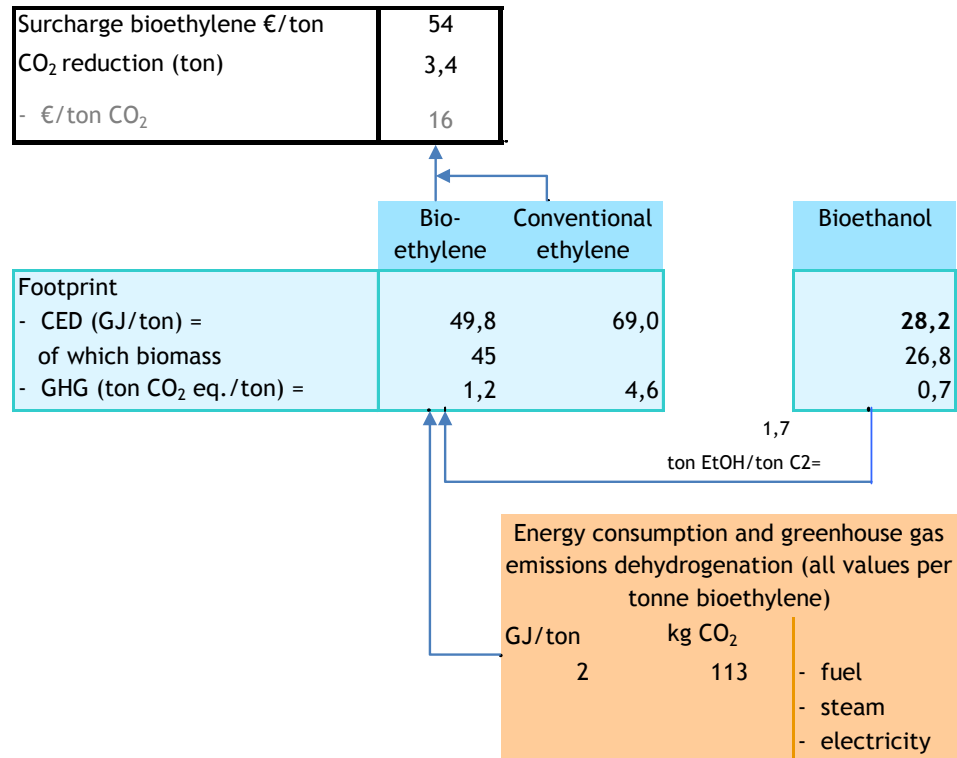 Surcharge bioethylene €/ton 54
CO₂ reduction (ton) 3,4
- €/ton CO₂ 16
Bio-
ethylene
Conventional
ethylene
Bioethanol
Footprint
- CED (GJ/ton) = 49,8 69,0 28,2
of which biomass 45 26,8
- GHG (ton CO₂ eq./ton) = 1,2 4,6 0,7
1,7
ton EtOH/ton C2=
Energy consumption and greenhouse gas
emissions dehydrogenation (all values per
tonne bioethylene)
GJ/ton kg CO₂
2 113 - fuel
- steam
- electricity